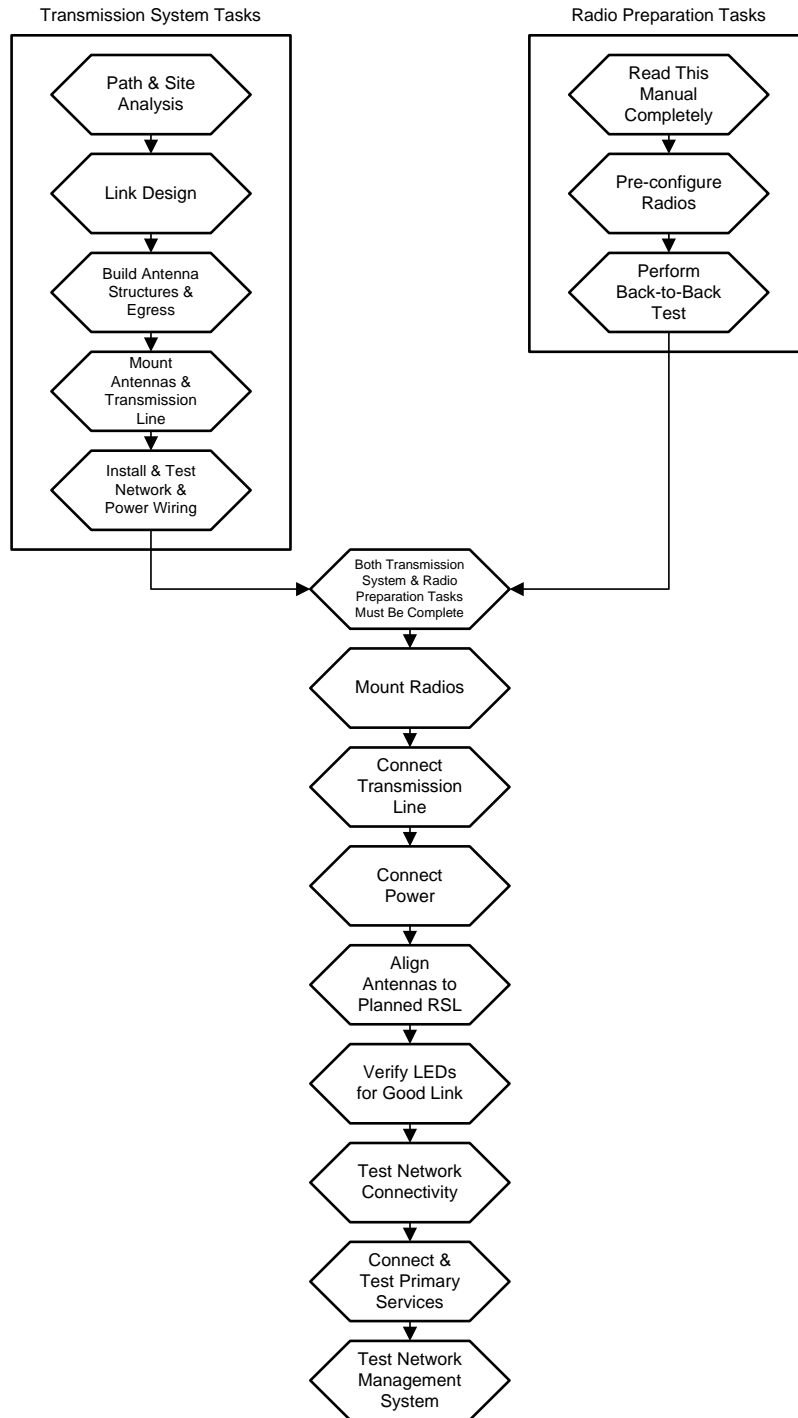 Transmission System Tasks
Path & Site
Analysis
Link Design
Build Antenna
Structures &
Egress
Mount
Antennas &
Transmission
Line
Install & Test
Network &
Power Wiring
Radio Preparation Tasks
Read This
Manual
Completely
Pre-configure
Radios
Perform
Back-to-Back
Test
Both Transmission
System & Radio
Preparation Tasks
Must Be Complete
Mount Radios
Connect
Transmission
Line
Connect
Power
Align
Antennas to
Planned RSL
Verify LEDs
for Good Link
Test Network
Connectivity
Connect &
Test Primary
Services
Test Network
Management
System